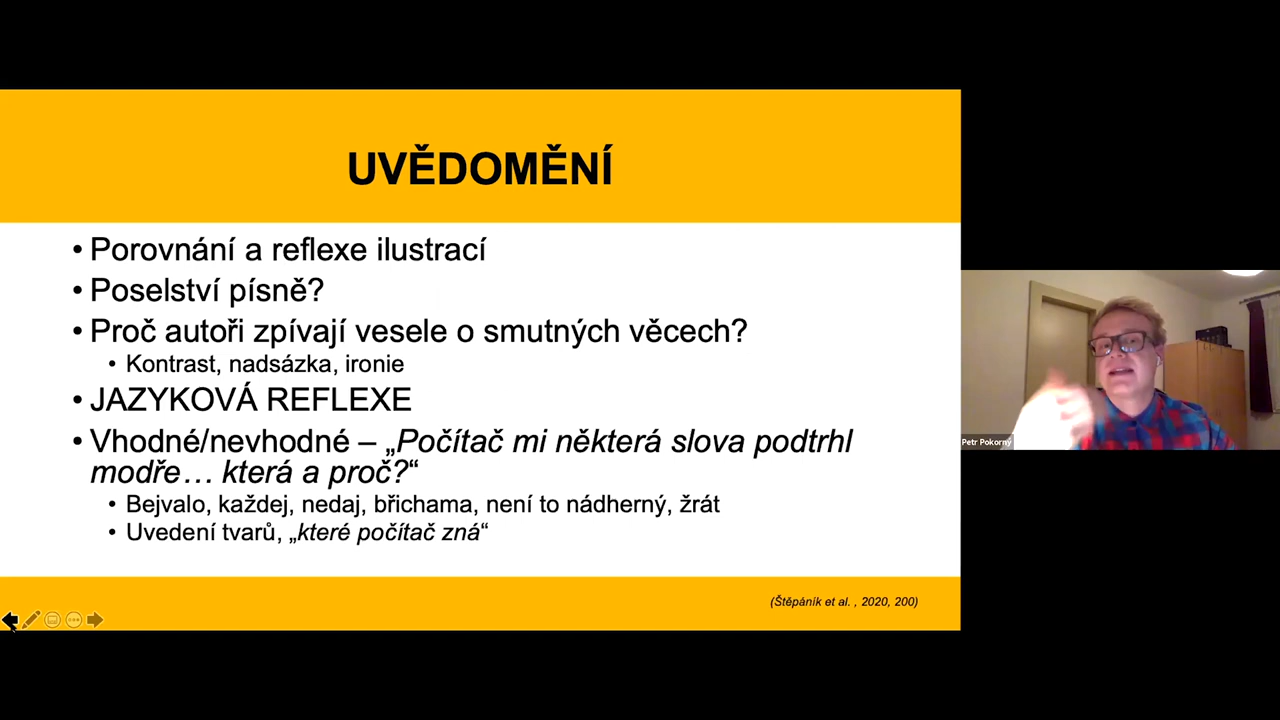 UVĚDOMĚNÍ
• Porovnání a reflexe ilustrací
• Poselství písně?
• Proč autoři zpívají vesele o smutných věcech?
• Kontrast, nadsázka, ironie
• JAZYKOVÁ REFLEXE
• Vhodné/nevhodné – „Počítač mi některá slova podtrhl
modře… která a proč?“
• Bejvalo, každej, nedaj, břichama, není to nádherný, žrát
• Uvedení tvarů, „které počítač zná“
(Štěpáník et al. , 2020, 200)
Petr Pokorný